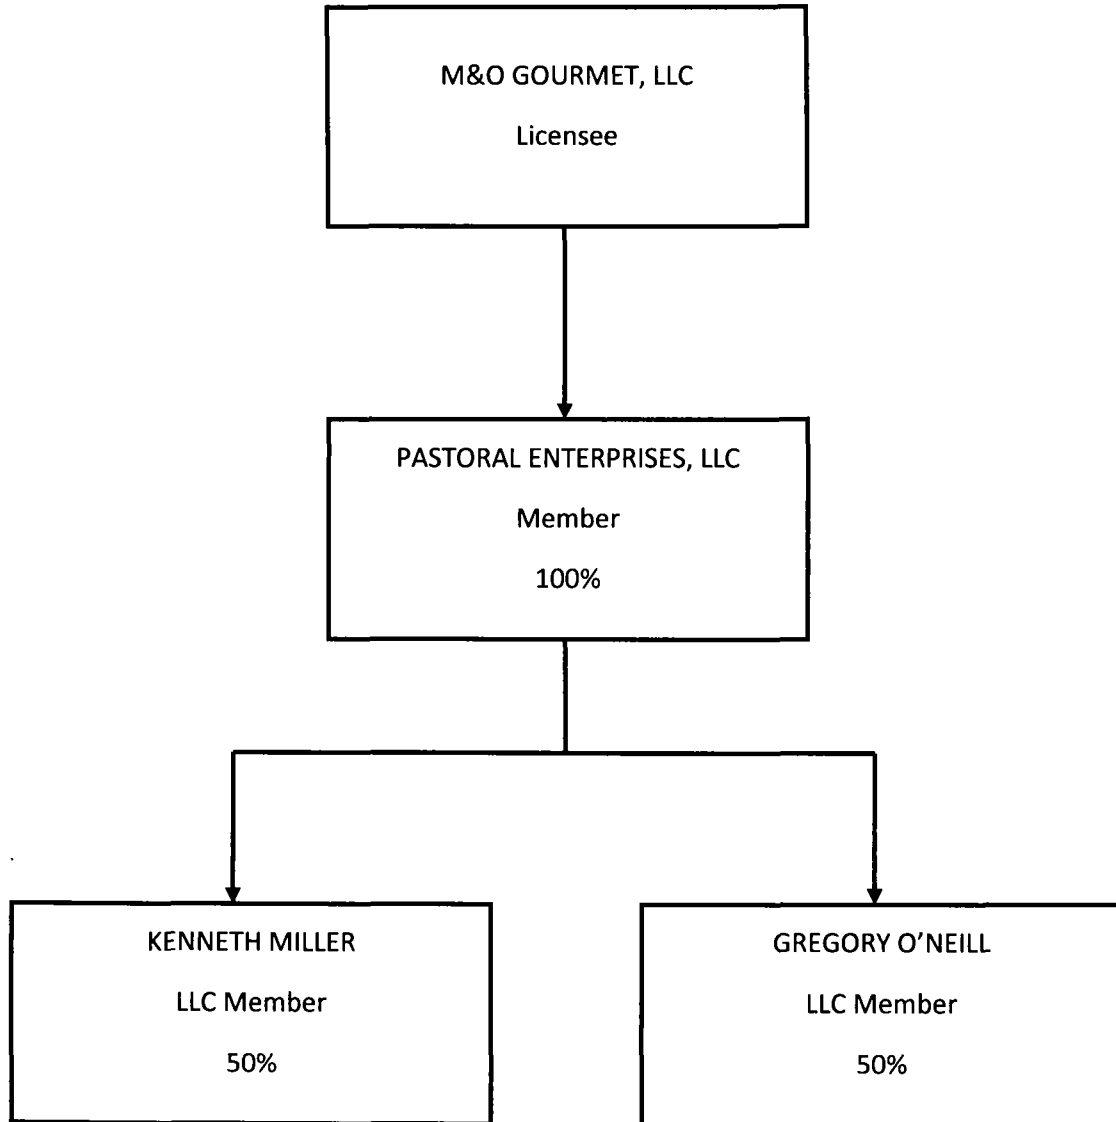 M&O GOURMET, LLC
Licensee
PASTORAL ENTERPRISES, LLC
Member
100%
KENNETH MILLER
LLC Member
50%
GREGORY O’NEILL
LLC Member
50%